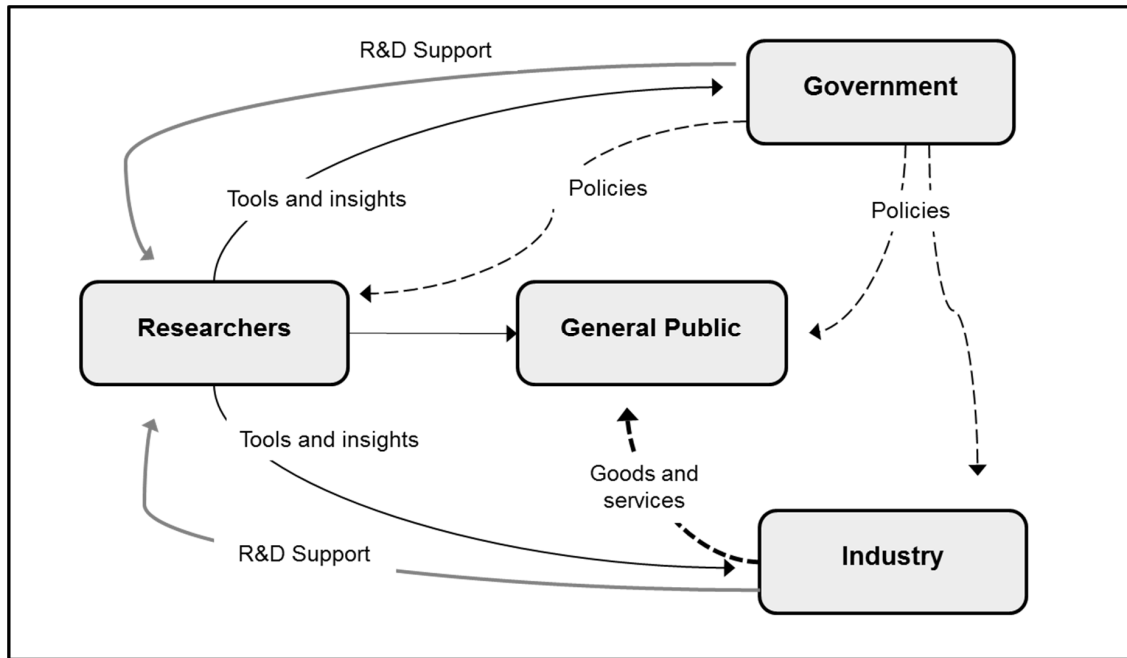 R&D Support
Government
Tools and insights
Policies
Policies
Researchers
General Public
Tools and insights
Goods and
services
R&D Support
Industry